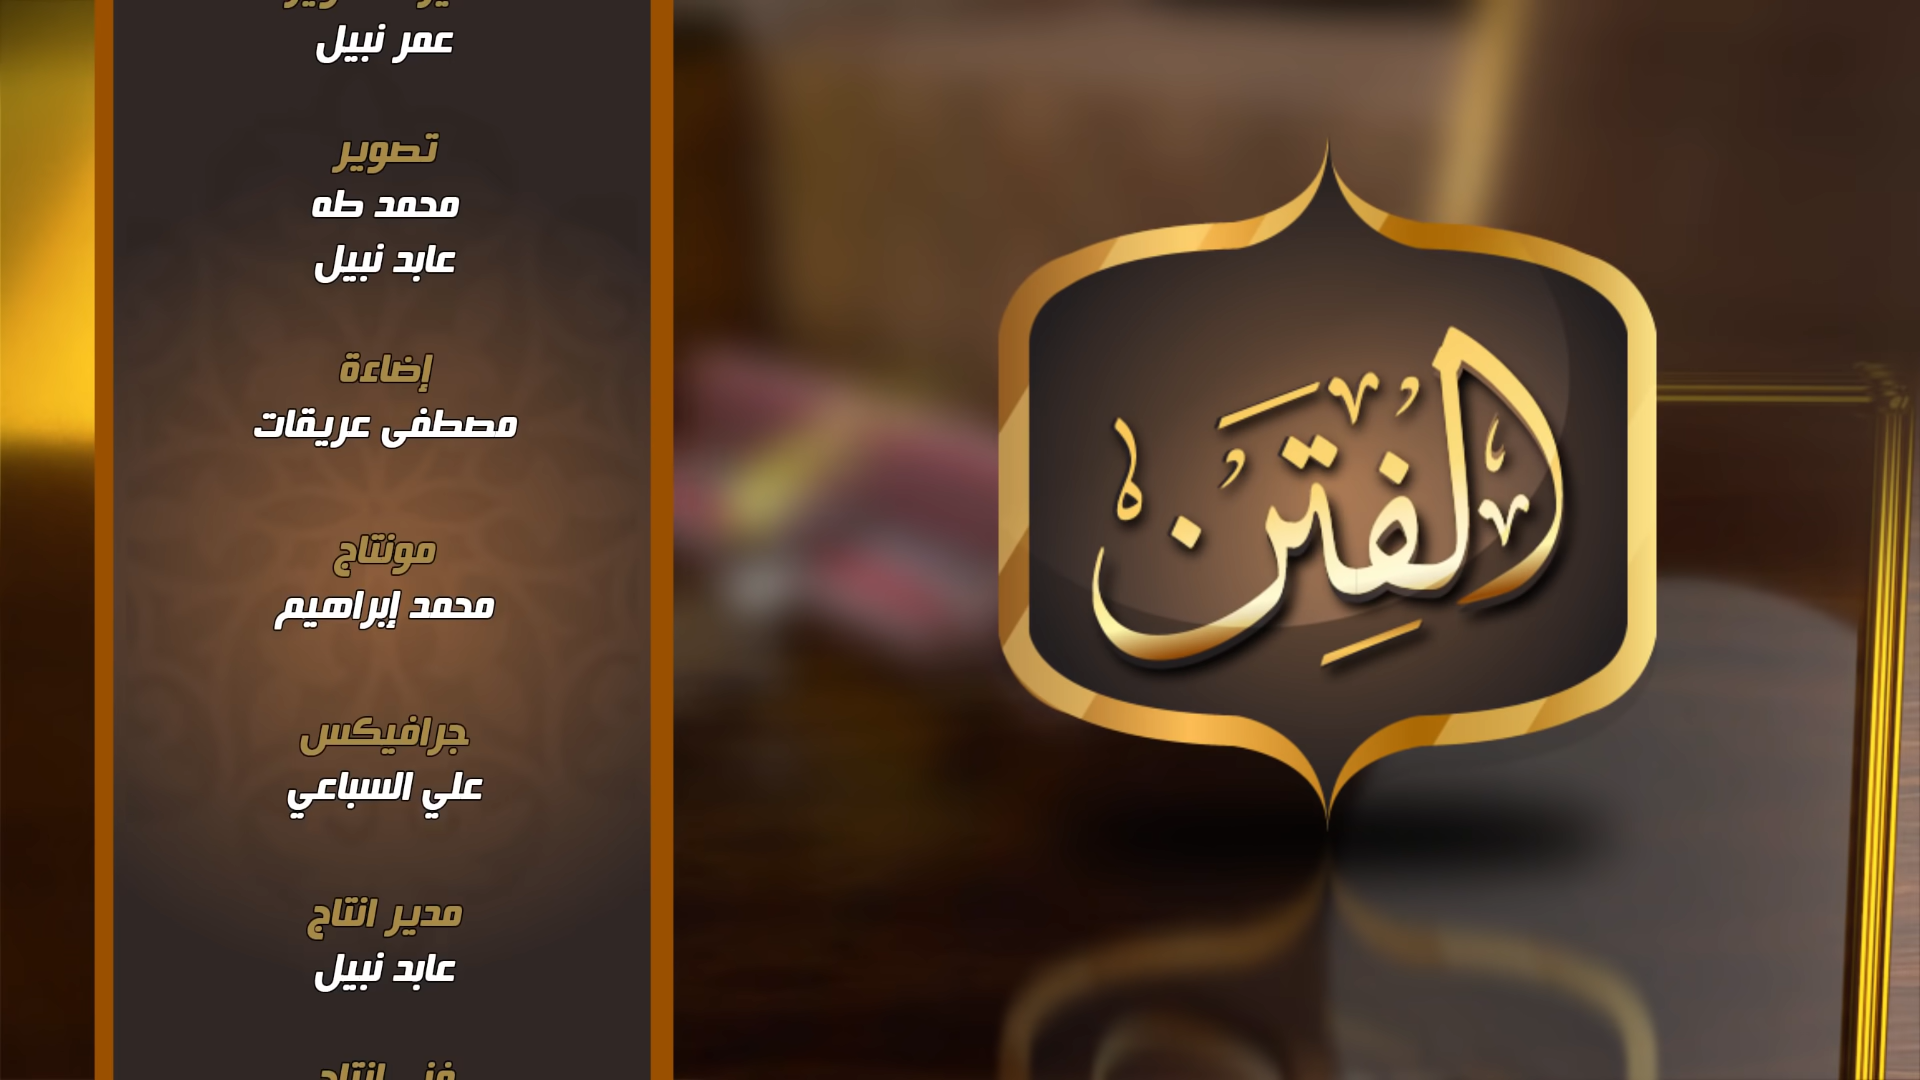 عمر نبيل
تصوير
محمد طه
عابد نبيل
إضاءة
مصطفى عريقات
مونتاج
محمد إبراهيم
جرافيكس
علي السباعي
مدير انتاج
عابد نبيل
الفِتَن